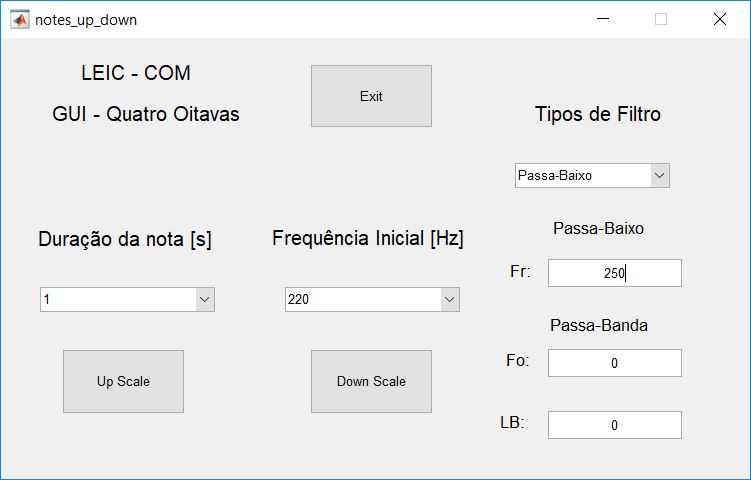 notes_up_down
LEIC - COM
Exit
GUI - Quatro Oitavas
Tipos de Filtro
Passa-Baixo
Passa-Baixo
Duração da nota [s]
Frequência Inicial [Hz]
Fr:
250
1
220
Passa-Banda
Fo:
0
Up Scale
Down Scale
LB:
0